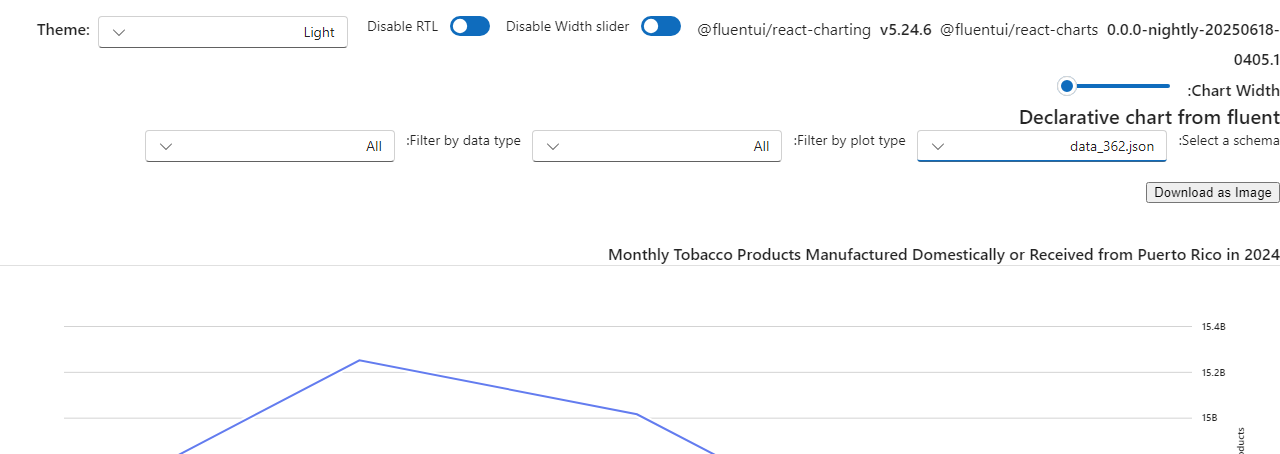 Theme: Light Disable RTL Disable Width slider @fluentui/react-charting v5.24.6 @fluentui/react-charts 0.0.0-nightly-20250618-
0405.1
:Chart Width
Declarative chart from fluent
:Select a schema data_362.json :Filter by plot type All :Filter by data type All
Download as Image
Monthly Tobacco Products Manufactured Domestically or Received from Puerto Rico in 2024
15.4B
15.2B
15B